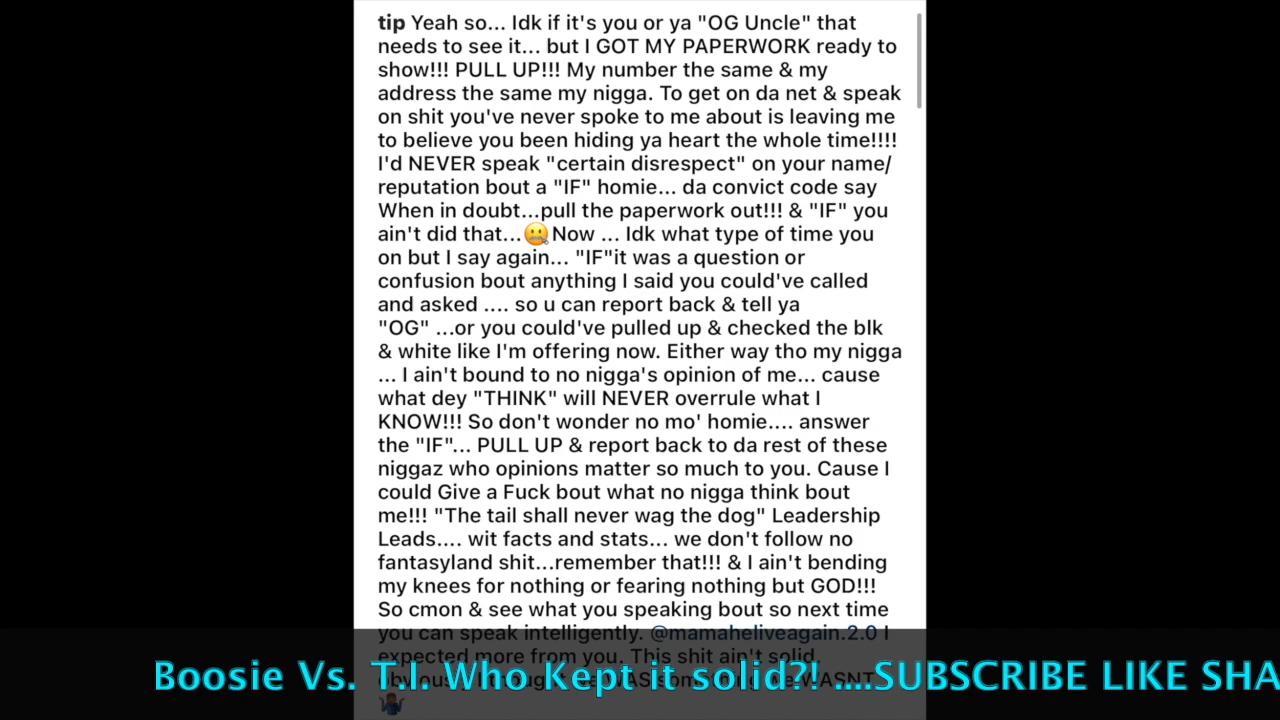 tip Yeah so... Idk if it's you or ya "OG Uncle" that
needs to see it... but I GOT MY PAPERWORK ready to
show!!! PULL UP!!! My number the same & my
address the same my nigga. To get on da net & speak
on shit you've never spoke to me about is leaving me
to believe you been hiding ya heart the whole time!!!!
I'd NEVER speak "certain disrespect" on your name/
reputation bout a "IF" homie... da convict code say
When in doubt...pull the paperwork out!!! & "IF" you
ain't did that...🤐Now ... Idk what type of time you
on but I say again... "IF"it was a question or
confusion bout anything I said you could've called
and asked .... so u can report back & tell ya
"OG" ...or you could've pulled up & checked the blk
& white like I'm offering now. Either way tho my nigga
... I ain't bound to no nigga's opinion of me... cause
what dey "THINK" will NEVER overrule what I
KNOW!!! So don't wonder no mo' homie.... answer
the "IF"... PULL UP & report back to da rest of these
niggaz who opinions matter so much to you. Cause I
could Give a Fuck bout what no nigga think bout
me!!! "The tail shall never wag the dog" Leadership
Leads.... wit facts and stats... we don't follow no
fantasyland shit...remember that!!! & I ain't bending
my knees for nothing or fearing nothing but GOD!!!
So cmon & see what you speaking bout so next time
you can speak intelligently. @mamaheliveagain.2.0 I
expected more from you. This shit ain't solid.
Boosie Vs. T.I. Who Kept it solid?! ....SUBSCRIBE LIKE SHA